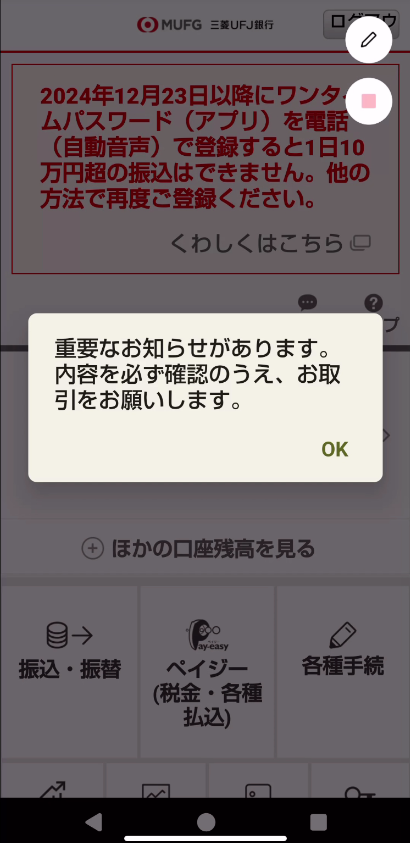 MUFG 三菱UFJ銀行
ログアウ
2024年12月23日以降にワンター
ムパスワード（アプリ）を電話
（自動音声）で登録すると1日10
万円超の振込はできません。他の
方法で再度ご登録ください。
くわしくはこちら
プ
重要なお知らせがあります。
内容を必ず確認のうえ、お取
引をお願いします。
OK
ほかの口座残高を見る
振込・振替
Pay-easy
ペイジー
(税金・各種
払込)
各種手続